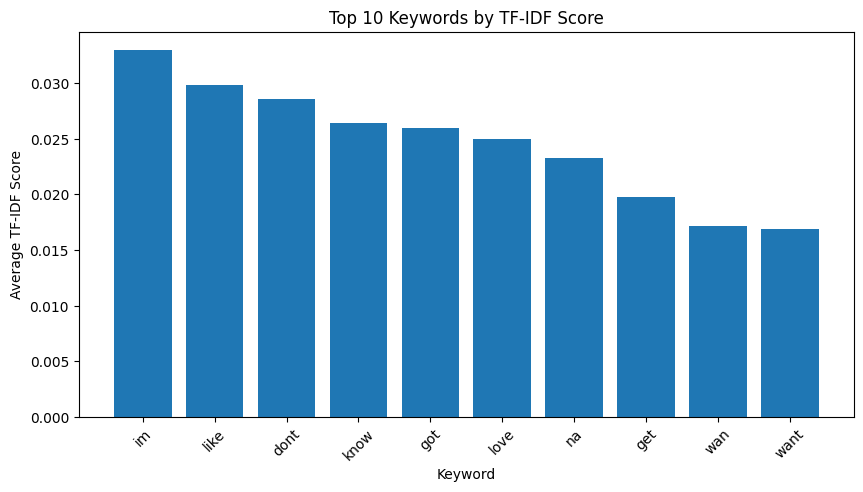 Top 10 Keywords by TF-IDF Score
Average TF-IDF Score
0.030
0.025
0.020
0.015
0.010
0.005
0.000
im like dont know got love na get wan want
Keyword